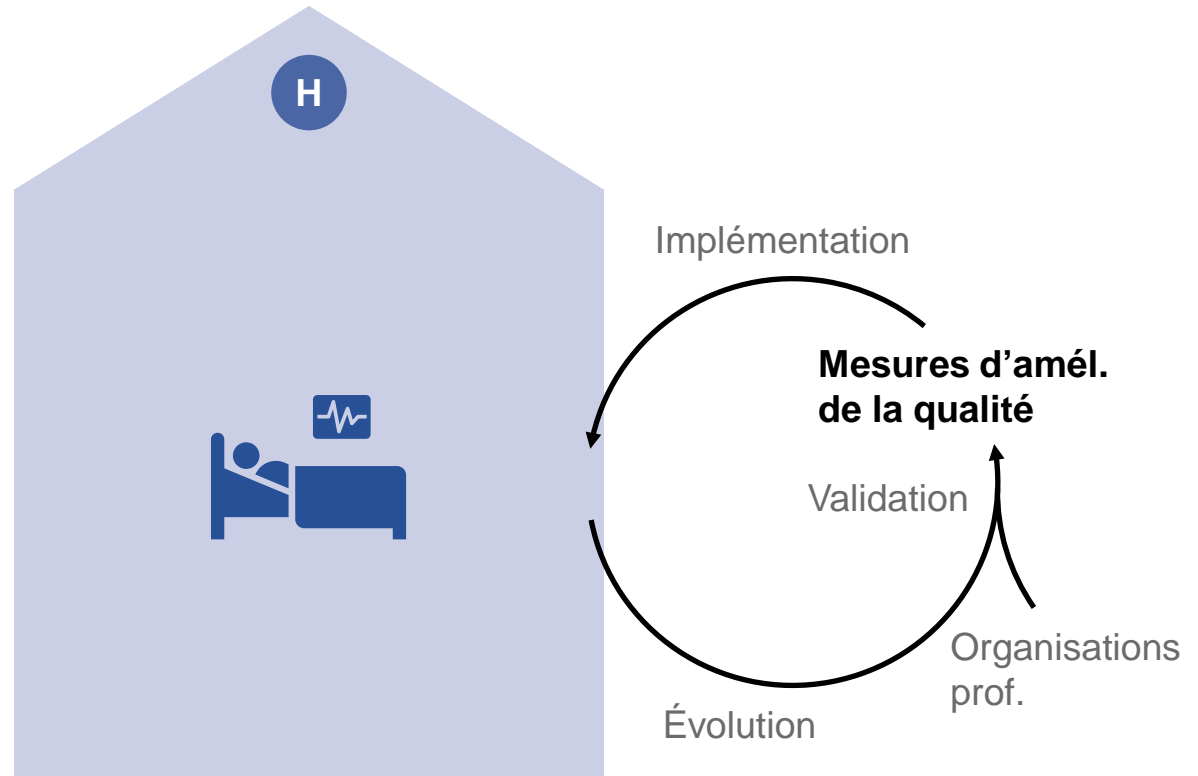 H
Implémentation
Mesures d’amél.
de la qualité
Validation
Organisations
prof.
Évolution